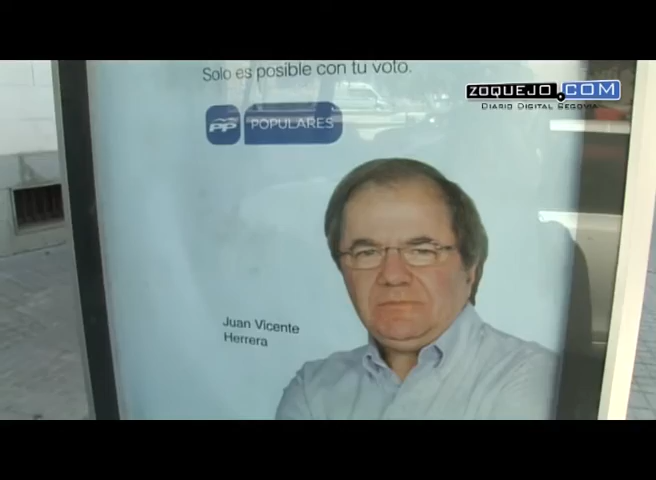 Solo es posible con tu voto.
ZOQUEJO.COM
DIARIO DIGITAL SEGOVIA
PP POPULARES
Juan Vicente
Herrera